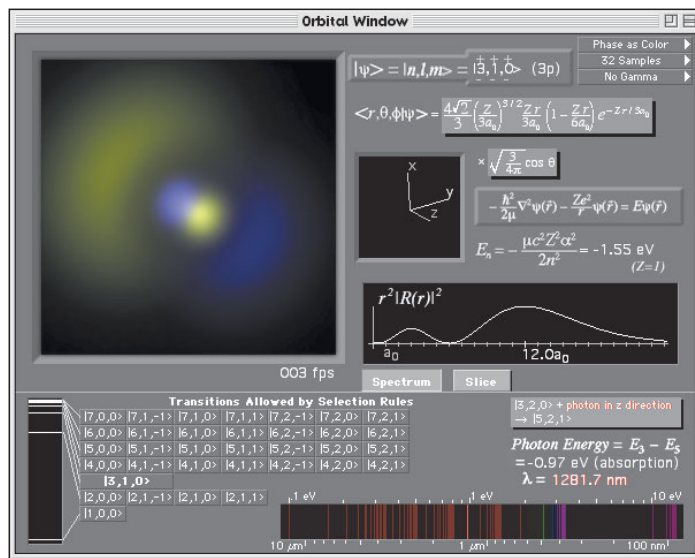 Orbital Window
Phase as Color
32 Samples
No Gamma
|ψ> = |n,l,m> = |3,1,0> (3p)
+ + +
- - -
<r,θ,ϕ|ψ> = 4√2/3 (Z/3a₀)^3/2 Zr/3a₀ (1 - Zr/6a₀) e^-Zr/3a₀
× √3/4π cos θ
x
y
z
-ℏ²/2μ ∇²ψ(r⃗) - Ze²/r ψ(r⃗) = Eψ(r⃗)
Eₙ = - μc²Z²α²/2n² = -1.55 eV
(Z=1)
r²|R(r)|²
a₀ 12.0a₀
003 fps
Spectrum Slice
Transitions Allowed by Selection Rules
|7,0,0> |7,1,-1> |7,1,0> |7,1,1> |7,2,-1> |7,2,0> |7,2,1>
|6,0,0> |6,1,-1> |6,1,0> |6,1,1> |6,2,-1> |6,2,0> |6,2,1>
|5,0,0> |5,1,-1> |5,1,0> |5,1,1> |5,2,-1> |5,2,0> |5,2,1>
|4,0,0> |4,1,-1> |4,1,0> |4,1,1> |4,2,-1> |4,2,0> |4,2,1>
|3,1,0>
|2,0,0> |2,1,-1> |2,1,0> |2,1,1>
|1,0,0>
|3,2,0> + photon in z direction
→ |5,2,1>
Photon Energy = E₃ - E₅
= -0.97 eV (absorption)
λ = 1281.7 nm
.1 eV 1 eV 10 eV
10 μm 1 μm 100 nm